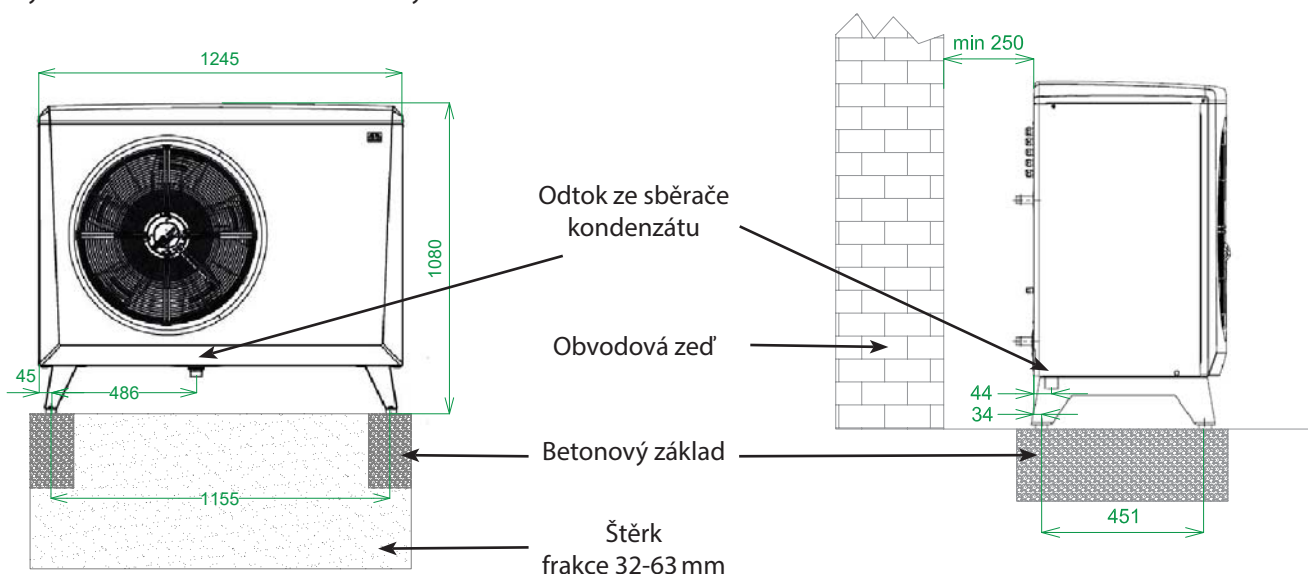 1245
min 250
1080
Odtok ze sběrače
kondenzátu
Obvodová zeď
45
486
44
34
Betonový základ
1155
451
Štěrk
frakce 32-63 mm